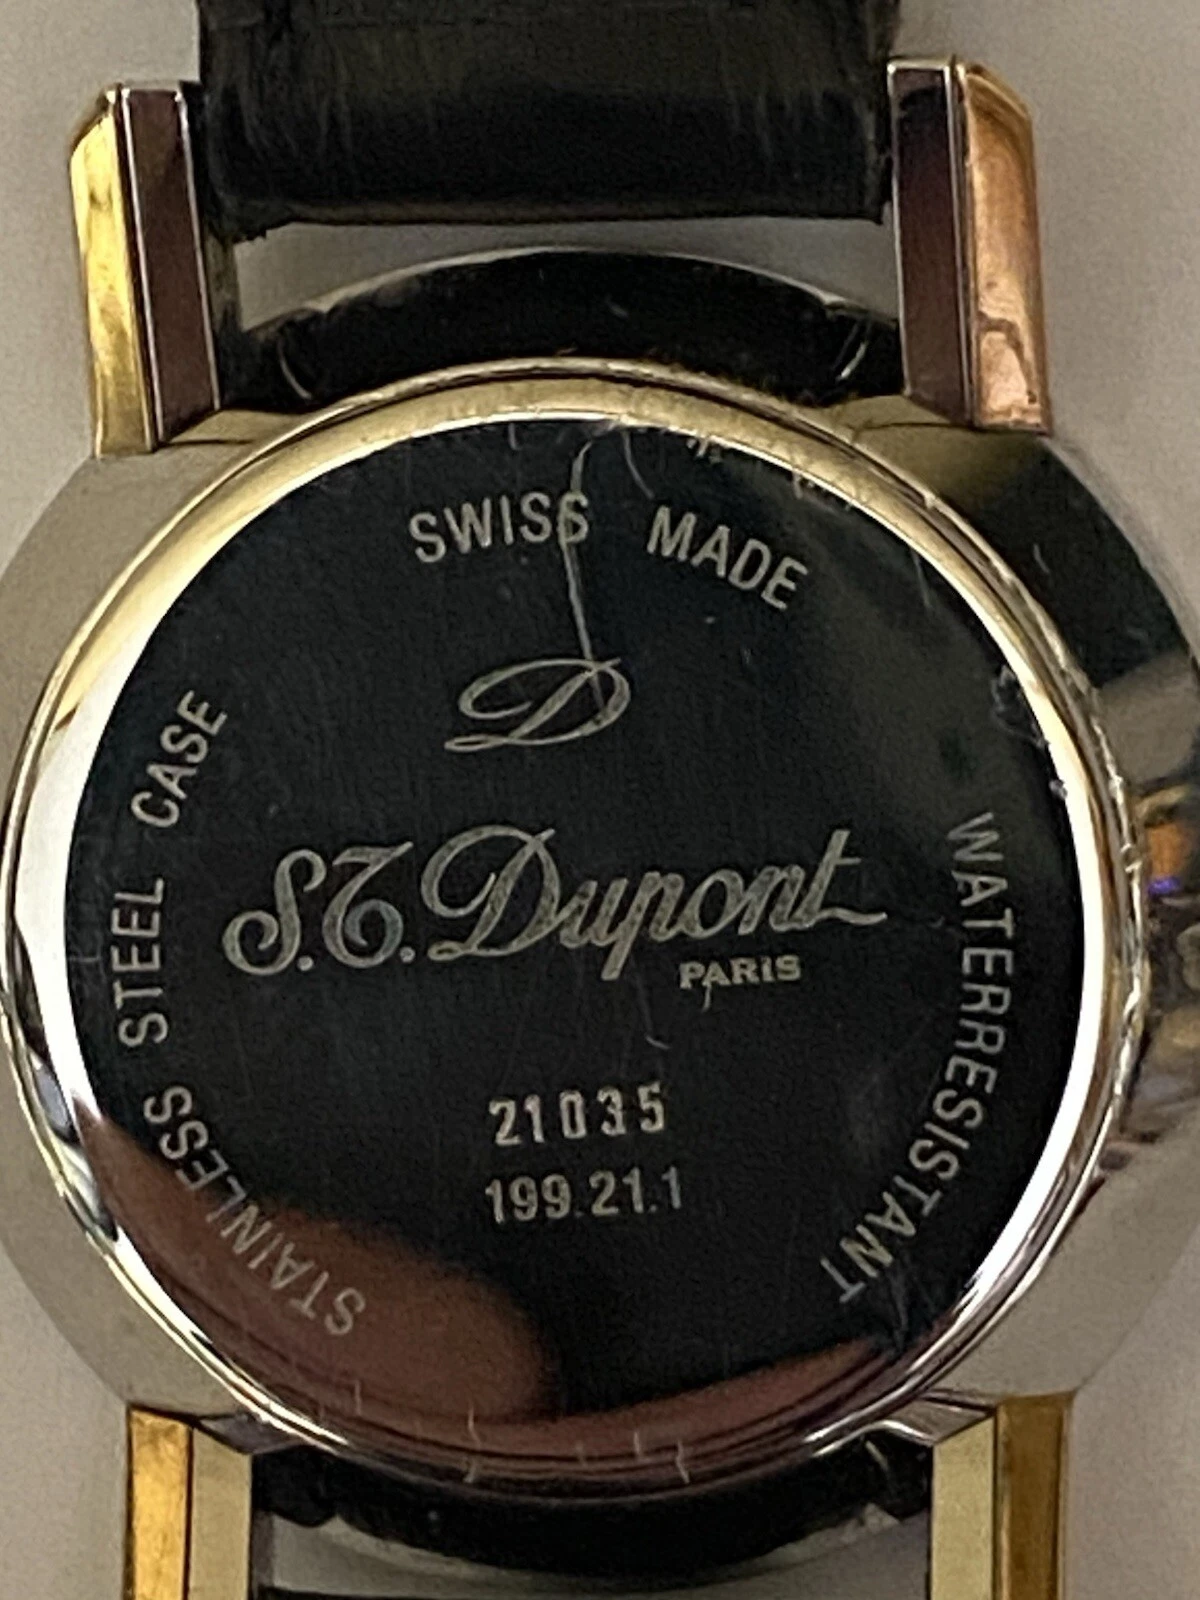 SWISS MADE
D
S.T. Dupont
PARIS
21035
199.21.1
STAINLESS STEEL CASE
WATERRESISTANT